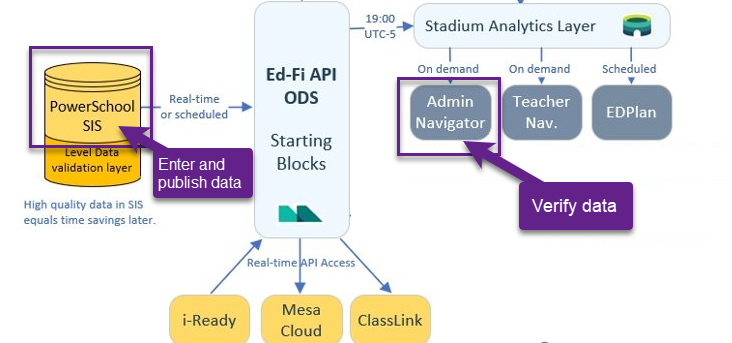 19:00
UTC-5
Stadium Analytics Layer
Ed-Fi API
ODS
Starting
Blocks
On demand
On demand
Scheduled
PowerSchool
SIS
Real-time
or scheduled
Admin
Navigator
Teacher
Nav.
EDPlan
Level Data
validation layer
Enter and
publish data
Verify data
High quality data in SIS
equals time savings later.
Real-time API Access
i-Ready
Mesa
Cloud
ClassLink